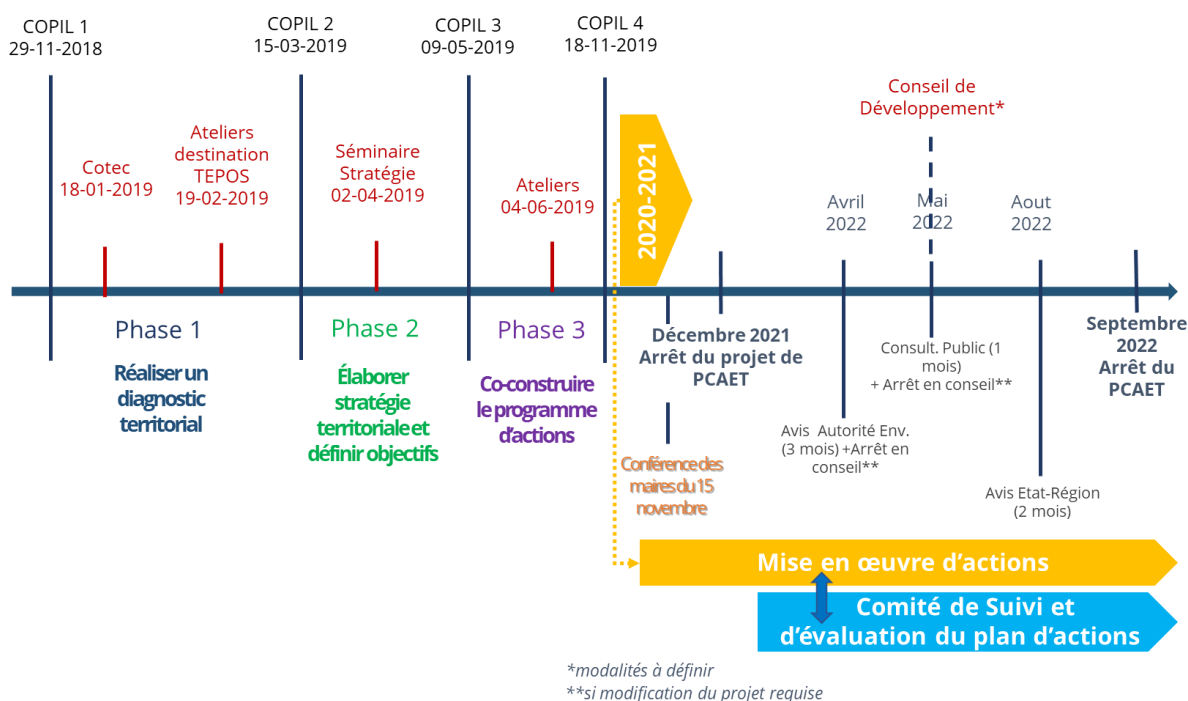 COPIL 1
29-11-2018
COPIL 2
15-03-2019
COPIL 3
09-05-2019
COPIL 4
18-11-2019
Cotec
18-01-2019
Ateliers
destination
TEPOS
19-02-2019
Séminaire
Stratégie
02-04-2019
Ateliers
04-06-2019
2020-2021
Conseil de
Développement*
Avril
2022
Mai
2022
Aout
2022
Phase 1
Réaliser un
diagnostic
territorial
Phase 2
Élaborer
stratégie
territoriale et
définir objectifs
Phase 3
Co-construire
le programme
d'actions
Décembre 2021
Arrêt du projet de
PCAET
Conférence des
maires du 15
novembre
Avis Autorité Env.
(3 mois) +Arrêt en
conseil**
Consult. Public (1
mois)
+ Arrêt en conseil**
Avis Etat-Région
(2 mois)
Septembre
2022
Arrêt du
PCAET
Mise en œuvre d'actions
Comité de Suivi et
d'évaluation du plan d'actions
*modalités à définir
**si modification du projet requise